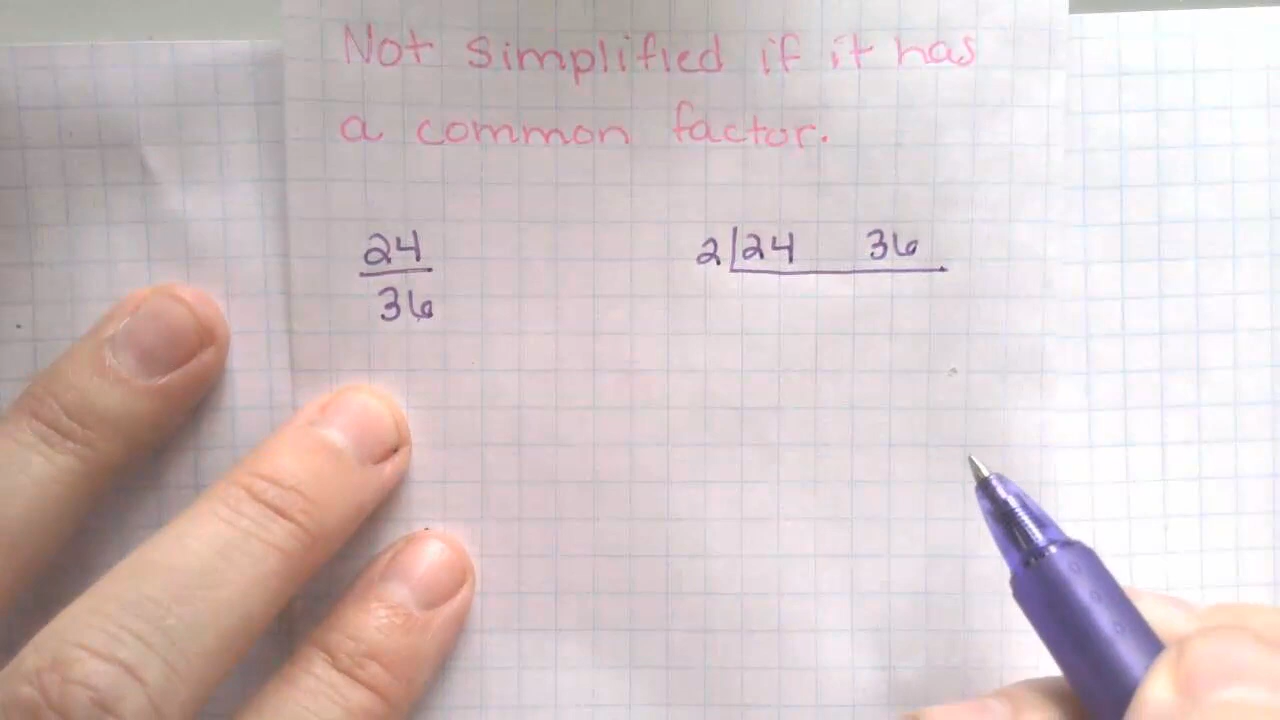 Not simplified if it has
a common factor.
24
36
2 24 36